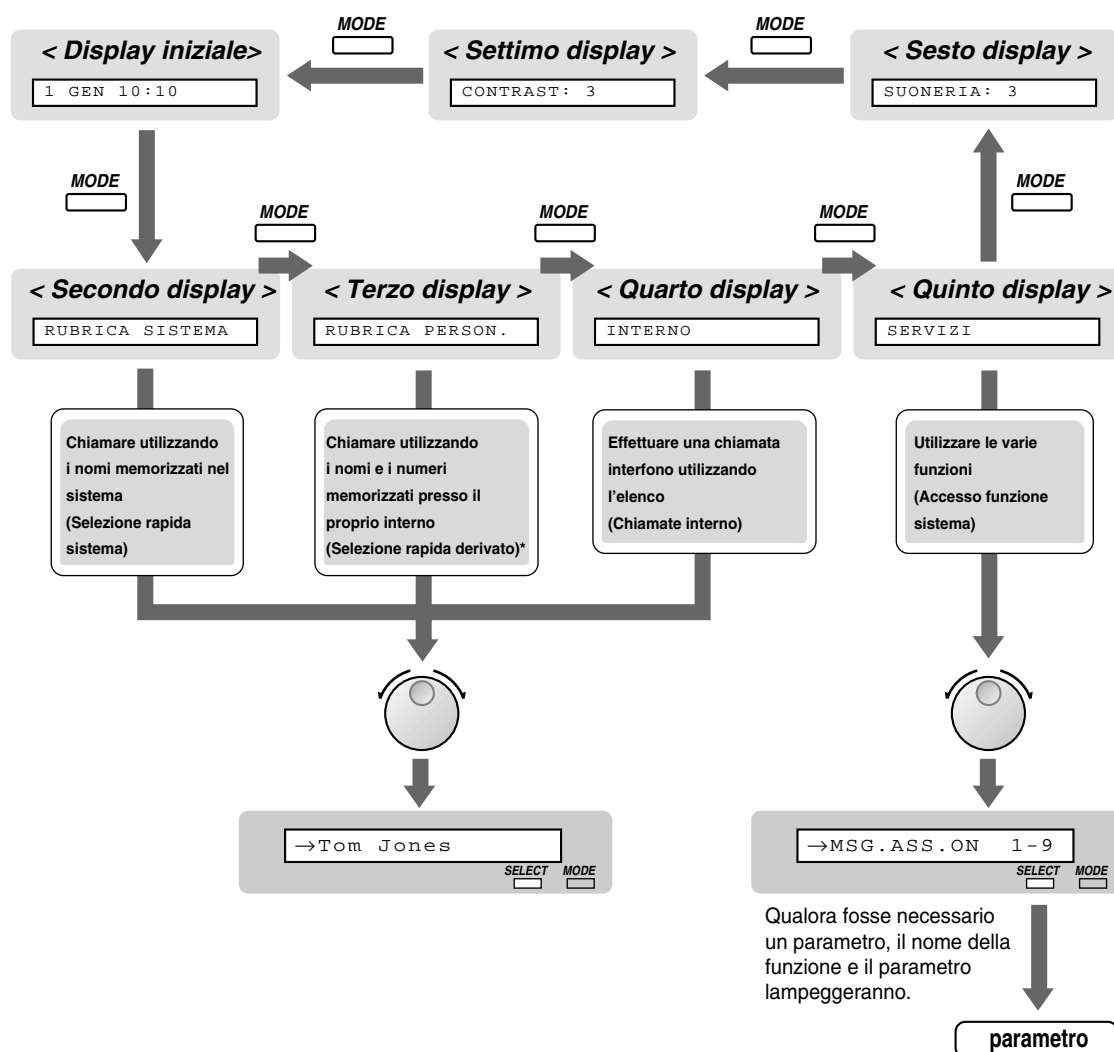 MODE
MODE
< Display iniziale>
< Settimo display >
< Sesto display >
1 GEN 10:10
CONTRAST: 3
SUONERIA: 3
MODE
MODE
MODE
MODE
MODE
< Secondo display >
< Terzo display >
< Quarto display >
< Quinto display >
RUBRICA SISTEMA
RUBRICA PERSON.
INTERNO
SERVIZI
Chiamare utilizzando
i nomi memorizzati nel
sistema
(Selezione rapida
sistema)
Chiamare utilizzando
i nomi e i numeri
memorizzati presso il
proprio interno
(Selezione rapida derivato)*
Effettuare una chiamata
interfono utilizzando
l'elenco
(Chiamate interno)
Utilizzare le varie
funzioni
(Accesso funzione
sistema)
→Tom Jones
SELECT MODE
→MSG.ASS.ON 1-9
SELECT MODE
Qualora fosse necessario
un parametro, il nome della
funzione e il parametro
lampeggeranno.
parametro